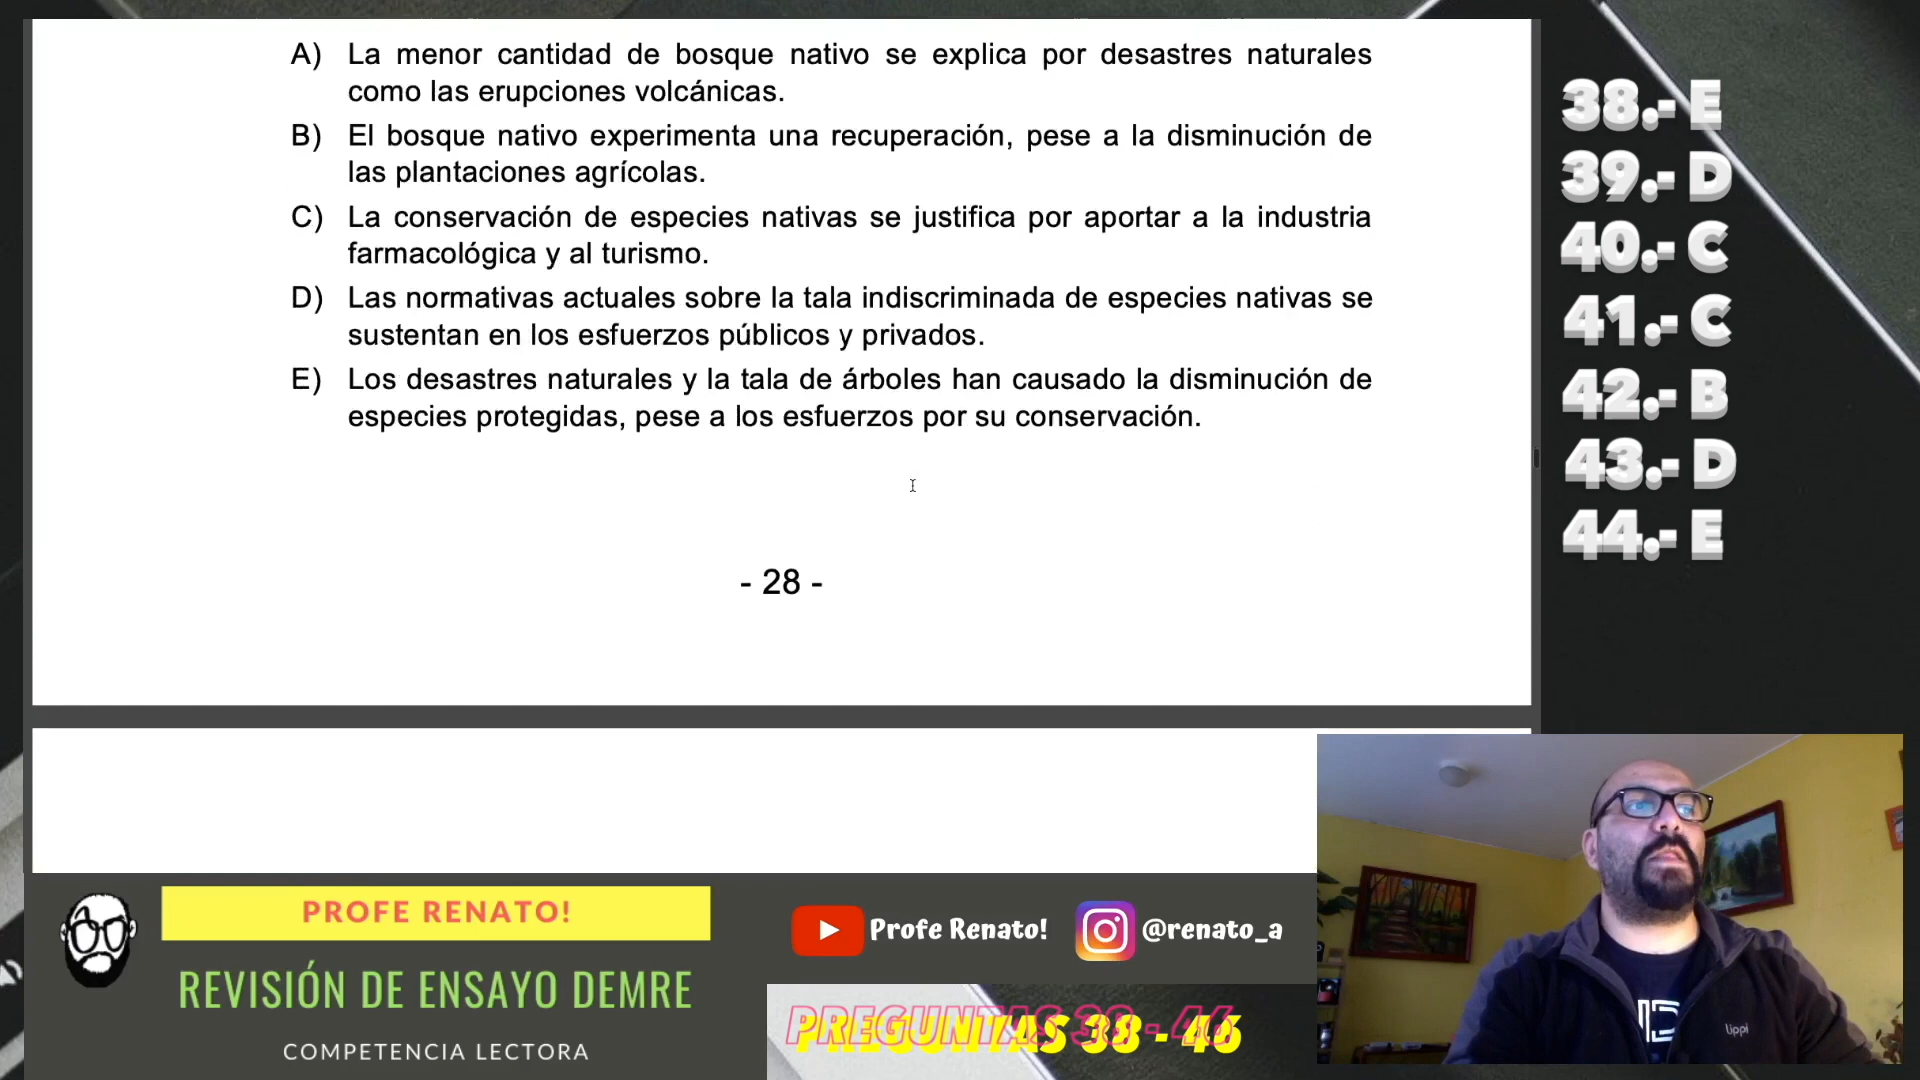 A) La menor cantidad de bosque nativo se explica por desastres naturales
como las erupciones volcánicas.
B) El bosque nativo experimenta una recuperación, pese a la disminución de
las plantaciones agrícolas.
C) La conservación de especies nativas se justifica por aportar a la industria
farmacológica y al turismo.
D) Las normativas actuales sobre la tala indiscriminada de especies nativas se
sustentan en los esfuerzos públicos y privados.
E) Los desastres naturales y la tala de árboles han causado la disminución de
especies protegidas, pese a los esfuerzos por su conservación.
- 28 -
38.- E
39.- D
40.- C
41.- C
42.- B
43.- D
44.- E
PROFE RENATO!
REVISIÓN DE ENSAYO DEMRE
COMPETENCIA LECTORA
Profe Renato!
@renato_a
PREGUNTAS 38 - 46
lippi